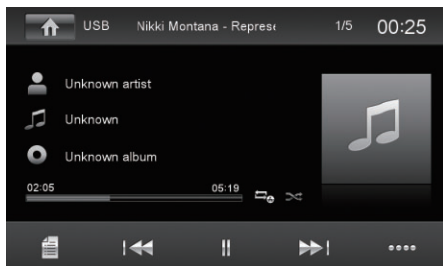 USB Nikki Montana - Represe 1/5 00:25
Unknown artist
Unknown
Unknown album
02:05 05:19